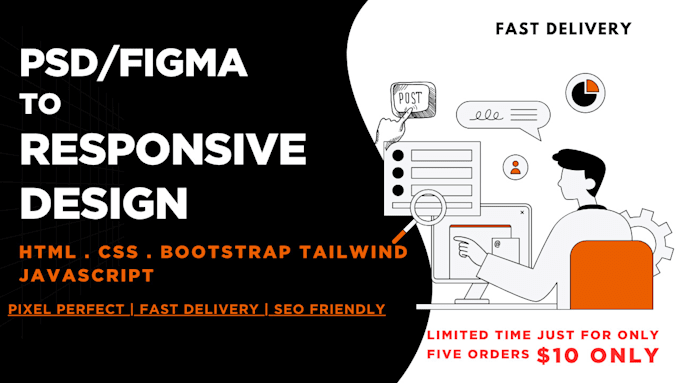 FAST DELIVERY
PSD/FIGMA
TO
RESPONSIVE
DESIGN
HTML . CSS . BOOTSTRAP TAILWIND
JAVASCRIPT
PIXEL PERFECT | FAST DELIVERY | SEO FRIENDLY
POST
@
LIMITED TIME JUST FOR ONLY
FIVE ORDERS $10 ONLY